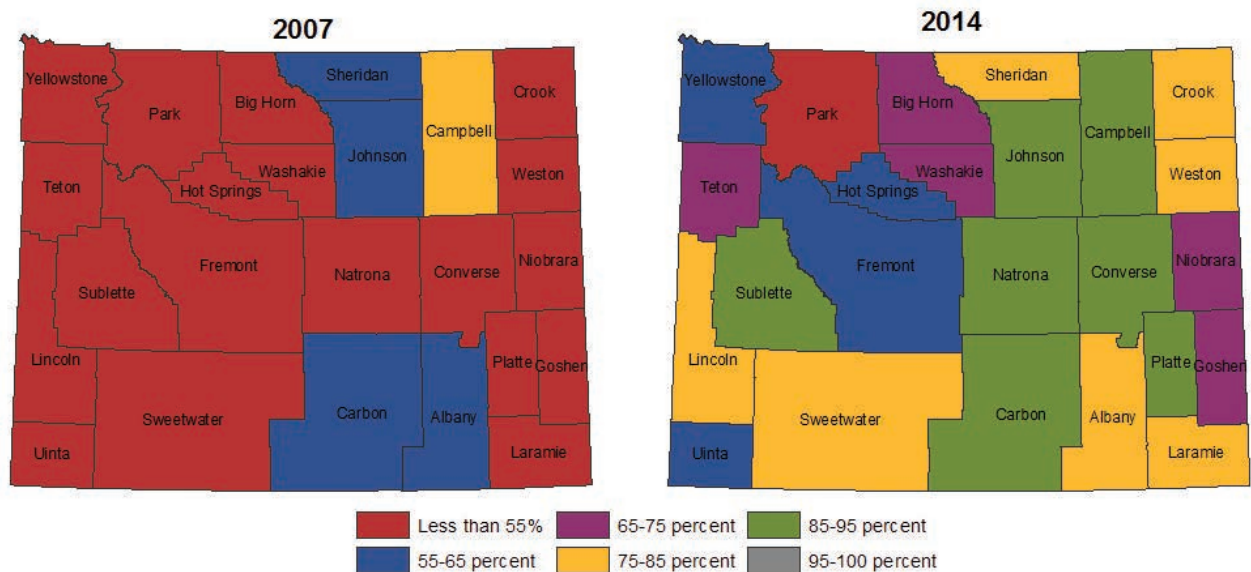 2007
Yellowstone
Park
Big Horn
Sheridan
Johnson
Campbell
Crook
Weston
Teton
Washakie
Hot Springs
Fremont
Natrona
Converse
Niobrara
Sublette
Lincoln
Platte
Goshen
Sweetwater
Carbon
Albany
Uinta
Laramie
2014
Yellowstone
Park
Big Horn
Sheridan
Johnson
Campbell
Crook
Weston
Teton
Washakie
Hot Springs
Fremont
Natrona
Converse
Niobrara
Sublette
Lincoln
Platte
Goshen
Sweetwater
Carbon
Albany
Uinta
Laramie
Less than 55%
65-75 percent
85-95 percent
55-65 percent
75-85 percent
95-100 percent